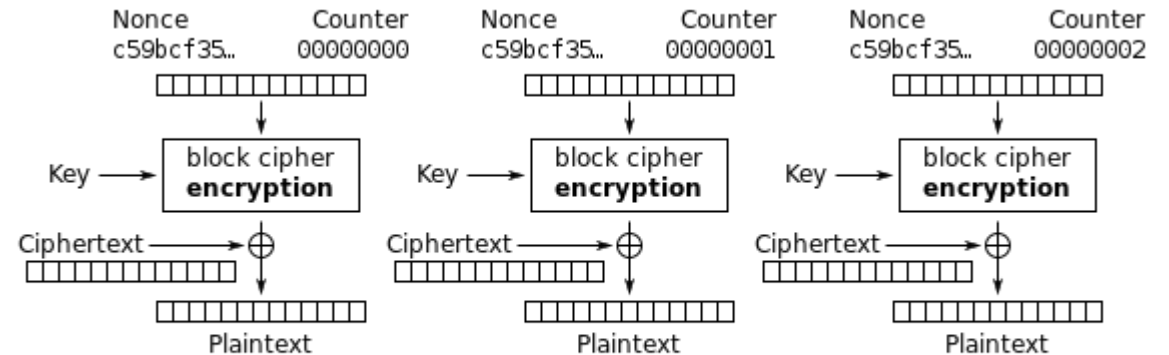 Nonce Counter Nonce Counter Nonce Counter
c59bcf35… 00000000 c59bcf35… 00000001 c59bcf35… 00000002
block cipher block cipher block cipher
Key encryption Key encryption Key encryption
Ciphertext Ciphertext Ciphertext
Plaintext Plaintext Plaintext